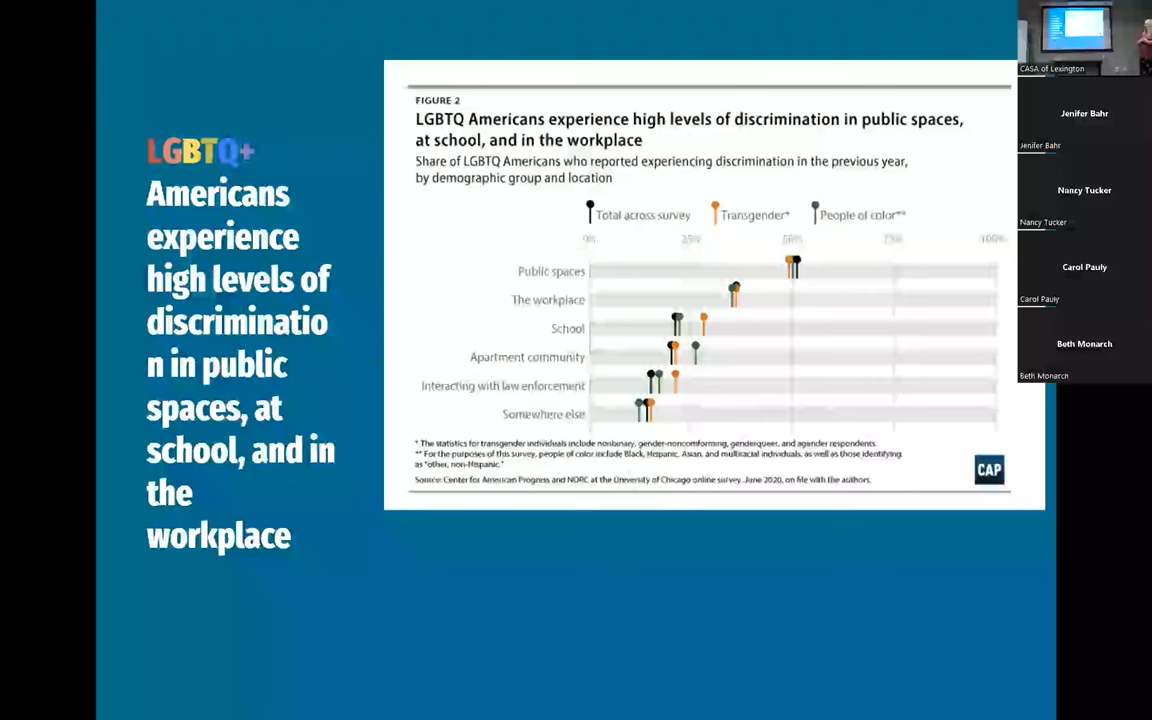 LGBTQ+
Americans
experience
high levels of
discriminatio
n in public
spaces, at
school, and in
the
workplace
FIGURE 2
LGBTQ Americans experience high levels of discrimination in public spaces,
at school, and in the workplace
Share of LGBTQ Americans who reported experiencing discrimination in the previous year,
by demographic group and location
Total across survey Transgender* People of color**
0% 25% 50% 75% 100%
Public spaces
The workplace
School
Apartment community
Interacting with law enforcement
Somewhere else
* The statistics for transgender individuals include nonbinary, gender-noncomforming, genderqueer, and agender respondents.
** For the purposes of this survey, people of color include Black, Hispanic, Asian, and multiracial individuals, as well as those identifying
as "other, non-Hispanic."
Source: Center for American Progress and NORC at the University of Chicago online survey, June 2020, on file with the authors.
CAP
CASA of Lexington
Jenifer Bahr
Jenifer Bahr
Nancy Tucker
Nancy Tucker
Carol Pauly
Carol Pauly
Beth Monarch
Beth Monarch